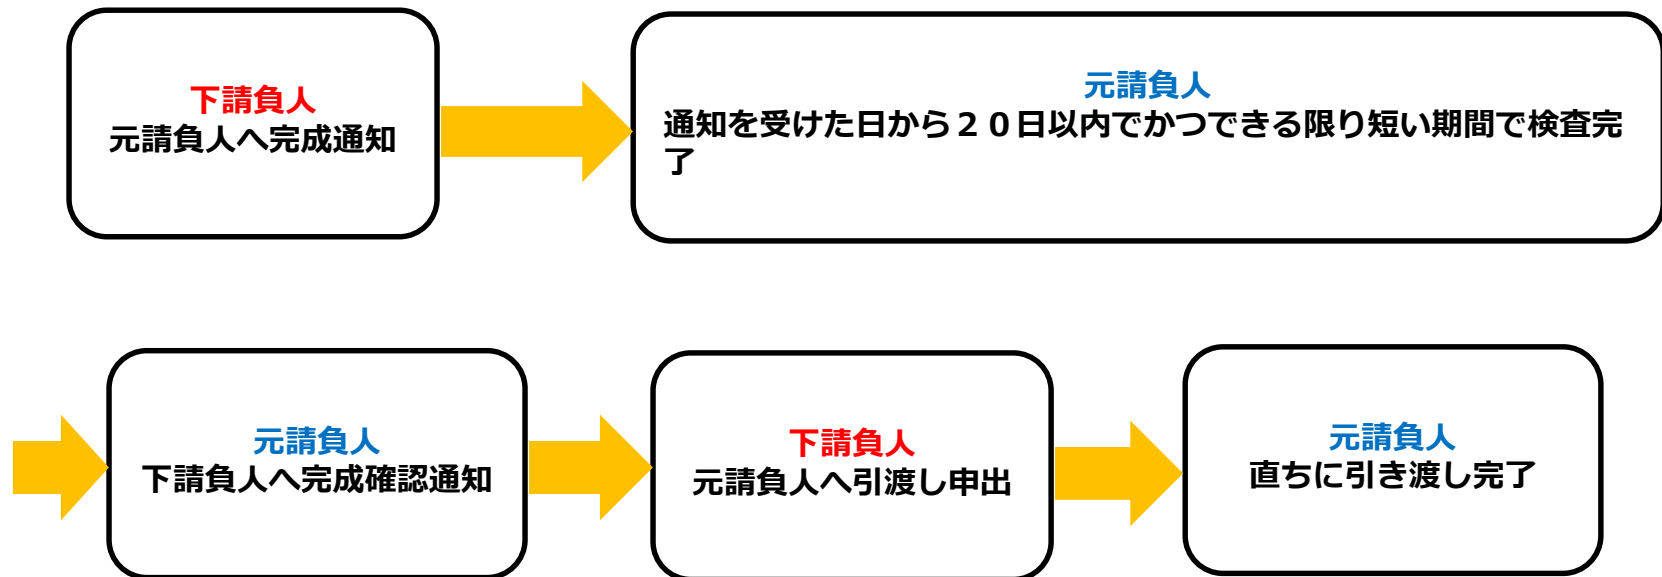 下請負人
元請負人へ完成通知
元請負人
通知を受けた日から２０日以内でかつできる限り短い期間で検査完
了
元請負人
下請負人へ完成確認通知
下請負人
元請負人へ引渡し申出
元請負人
直ちに引き渡し完了